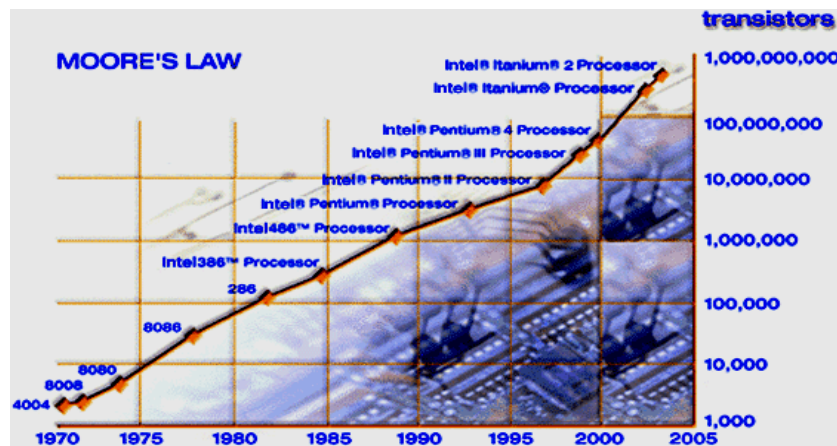 transistors
MOORE'S LAW
Intel® Itanium® 2 Processor
1,000,000,000
Intel® Itanium® Processor
Intel® Pentium® 4 Processor
100,000,000
Intel® Pentium® III Processor
Intel® Pentium® II Processor
10,000,000
Intel® Pentium® Processor
Intel486™ Processor
1,000,000
Intel386™ Processor
286
100,000
8086
10,000
8080
8008
4004
1,000
1970 1975 1980 1985 1990 1995 2000 2005